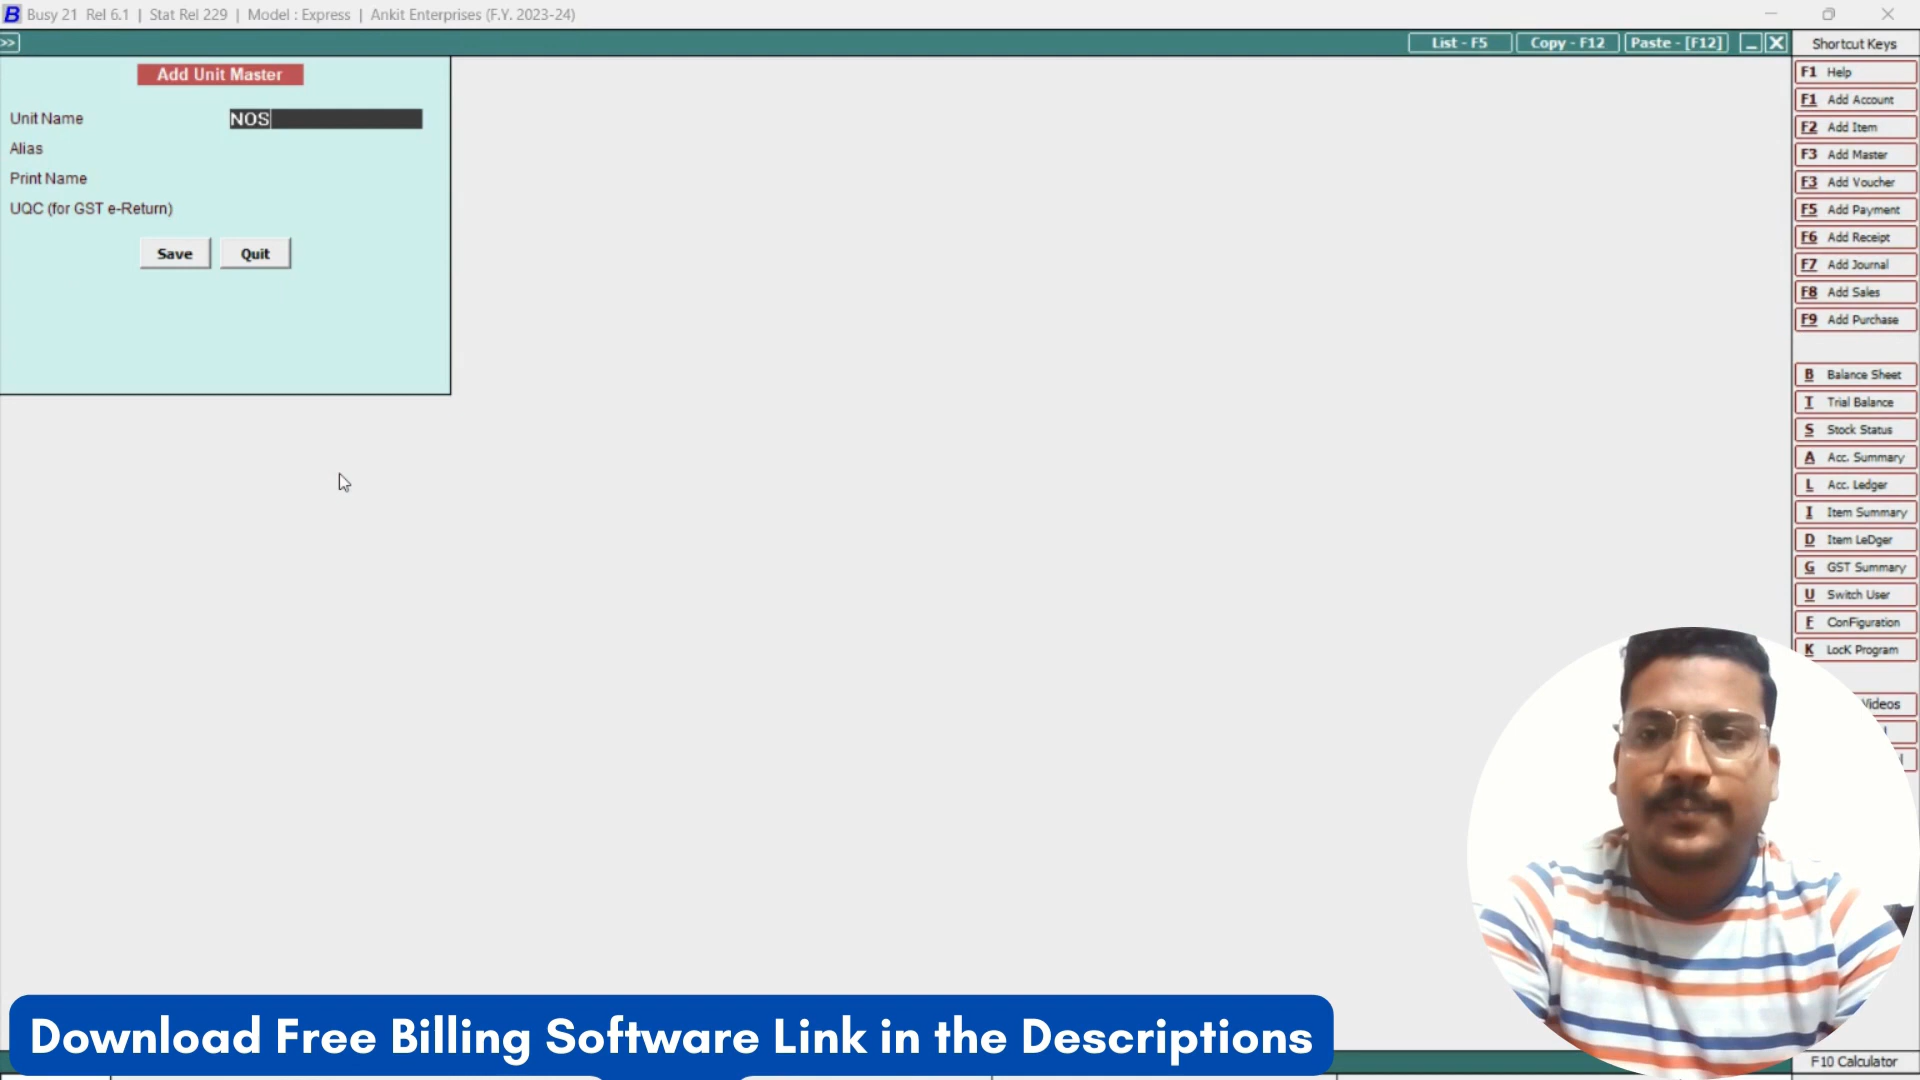 Busy 21 Rel 6.1 | Stat Rel 229 | Model : Express | Ankit Enterprises (F.Y. 2023-24)
>> List - F5 Copy - F12 Paste - [F12]
Shortcut Keys
Add Unit Master
Unit Name NOS
Alias
Print Name
UQC (for GST e-Return)
Save Quit
F1 Help
F1 Add Account
F2 Add Item
F3 Add Master
F3 Add Voucher
F5 Add Payment
F6 Add Receipt
F7 Add Journal
F8 Add Sales
F9 Add Purchase
B Balance Sheet
T Trial Balance
S Stock Status
A Acc. Summary
L Acc. Ledger
I Item Summary
D Item LeDger
G GST Summary
U Switch User
F ConFiguration
K LocK Program
Videos
Download Free Billing Software Link in the Descriptions
F10 Calculator